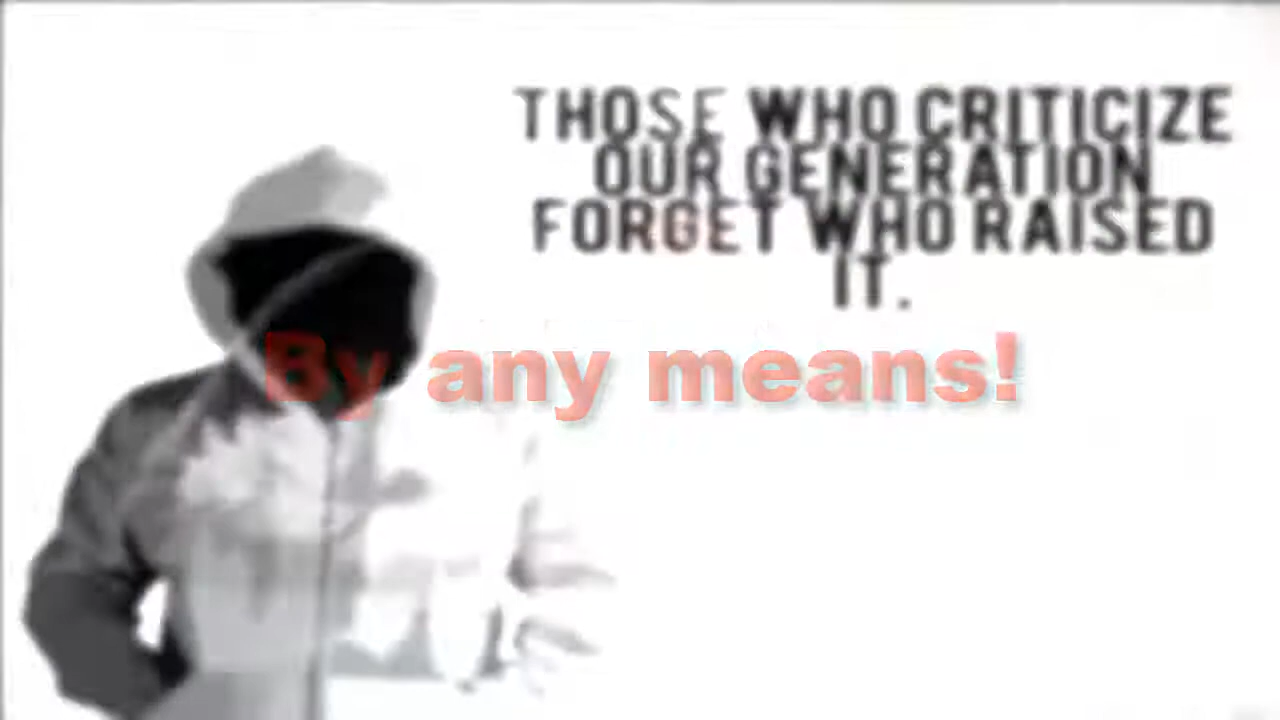 THOSE WHO CRITICIZE
OUR GENERATION
FORGET WHO RAISED
IT.
By any means!